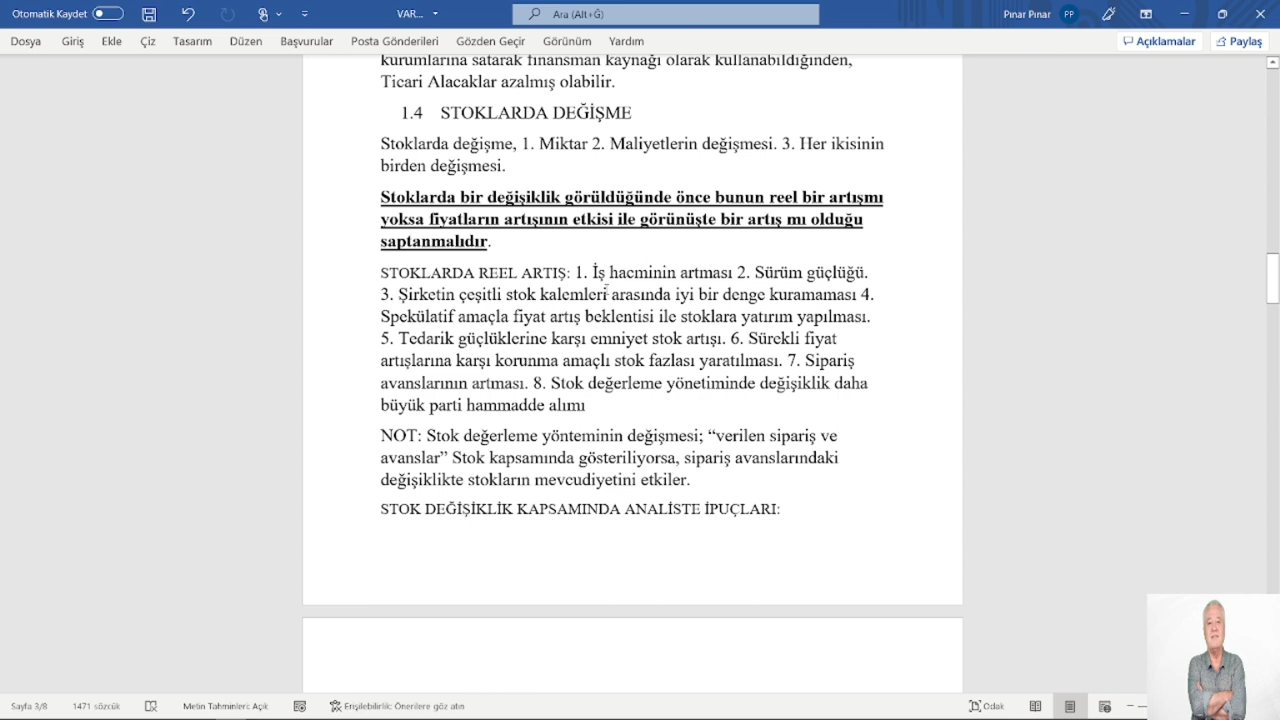 Otomatik Kaydet
VAR...
Ara (Alt+Ğ)
Pınar Pınar
PP
Dosya Giriş Ekle Çiz Tasarım Düzen Başvurular Posta Gönderileri Gözden Geçir Görünüm Yardım
Açıklamalar
Paylaş
kurumlarına satarak finansman kaynağı olarak kullanabildiğinden,
Ticari Alacaklar azalmış olabilir.
1.4 STOKLARDA DEĞİŞME
Stoklarda değişme, 1. Miktar 2. Maliyetlerin değişmesi. 3. Her ikisinin
birden değişmesi.
Stoklarda bir değişiklik görüldüğünde önce bunun reel bir artışmı
yoksa fiyatların artışının etkisi ile görünüşte bir artış mı olduğu
saptanmalıdır.
STOKLARDA REEL ARTIŞ: 1. İş hacminin artması 2. Sürüm güçlüğü.
3. Şirketin çeşitli stok kalemleri arasında iyi bir denge kuramaması 4.
Spekülatif amaçla fiyat artış beklentisi ile stoklara yatırım yapılması.
5. Tedarik güçlüklerine karşı emniyet stok artışı. 6. Sürekli fiyat
artışlarına karşı korunma amaçlı stok fazlası yaratılması. 7. Sipariş
avanslarının artması. 8. Stok değerleme yönetiminde değişiklik daha
büyük parti hammadde alımı
NOT: Stok değerleme yönteminin değişmesi; “verilen sipariş ve
avanslar” Stok kapsamında gösteriliyorsa, sipariş avanslarındaki
değişiklikte stokların mevcudiyetini etkiler.
STOK DEĞİŞİKLİK KAPSAMINDA ANALİSTE İPUÇLARI:
Sayfa 3/8 1471 sözcük Metin Tahminleri: Açık Erişilebilirlik: Önerilere göz atın Odak